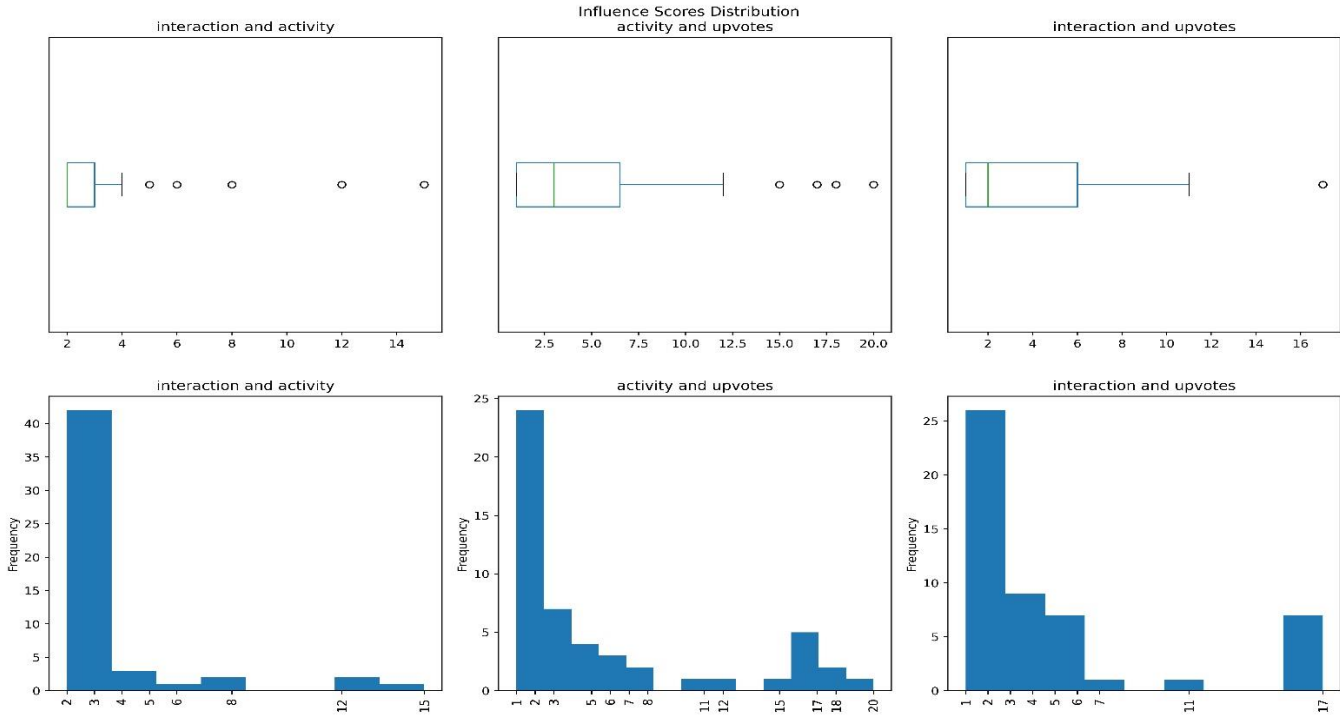 Influence Scores Distribution
interaction and activity
activity and upvotes
interaction and upvotes
2 4 6 8 10 12 14
2.5 5.0 7.5 10.0 12.5 15.0 17.5 20.0
2 4 6 8 10 12 14 16
interaction and activity
activity and upvotes
interaction and upvotes
Frequency
40
35
30
25
20
15
10
5
0
2 3 4 5 6 8 12 15
Frequency
25
20
15
10
5
0
1 2 3 5 6 7 8 11 12 15 17 18 20
Frequency
25
20
15
10
5
0
1 2 3 4 5 6 7 11 17